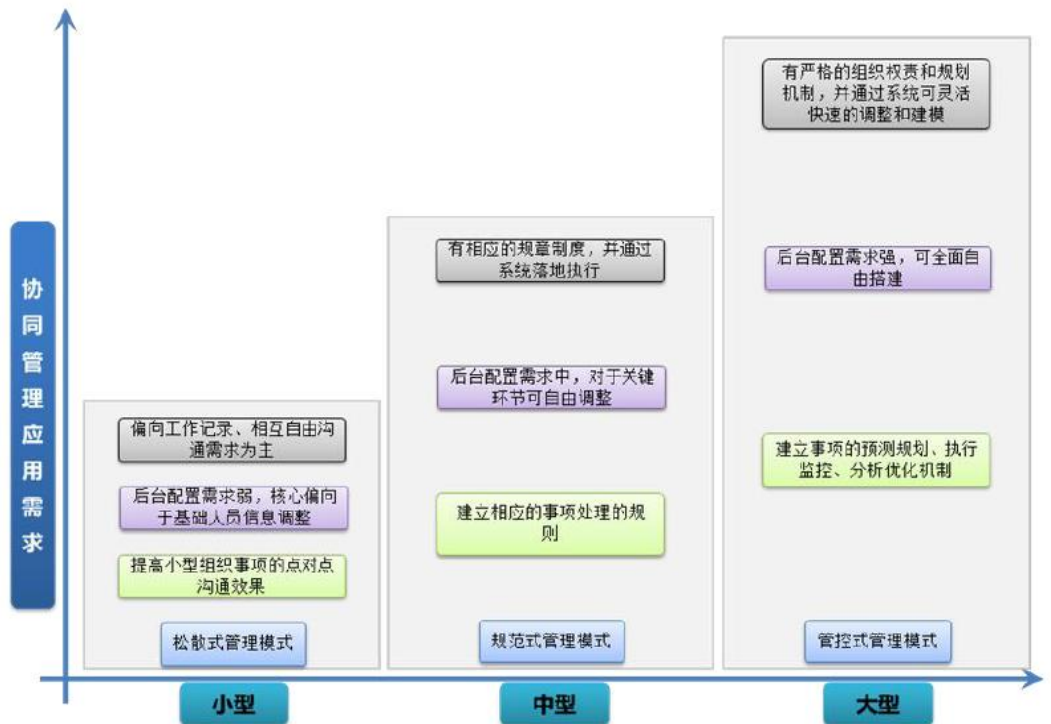 协同管理应用需求
偏向工作记录、相互自由沟
通需求为主
后台配置需求弱，核心偏向
于基础人员信息调整
提高小型组织事项的点对点
沟通效果
松散式管理模式
小型
有相应的规章制度，并通过
系统落地执行
后台配置需求中，对于关键
环节可自由调整
建立相应的事项处理的规
则
规范式管理模式
中型
有严格的组织权责和规划
机制，并通过系统可灵活
快速的调整和建模
后台配置需求强，可全面自
由搭建
建立事项的预测规划、执行
监控、分析优化机制
管控式管理模式
大型